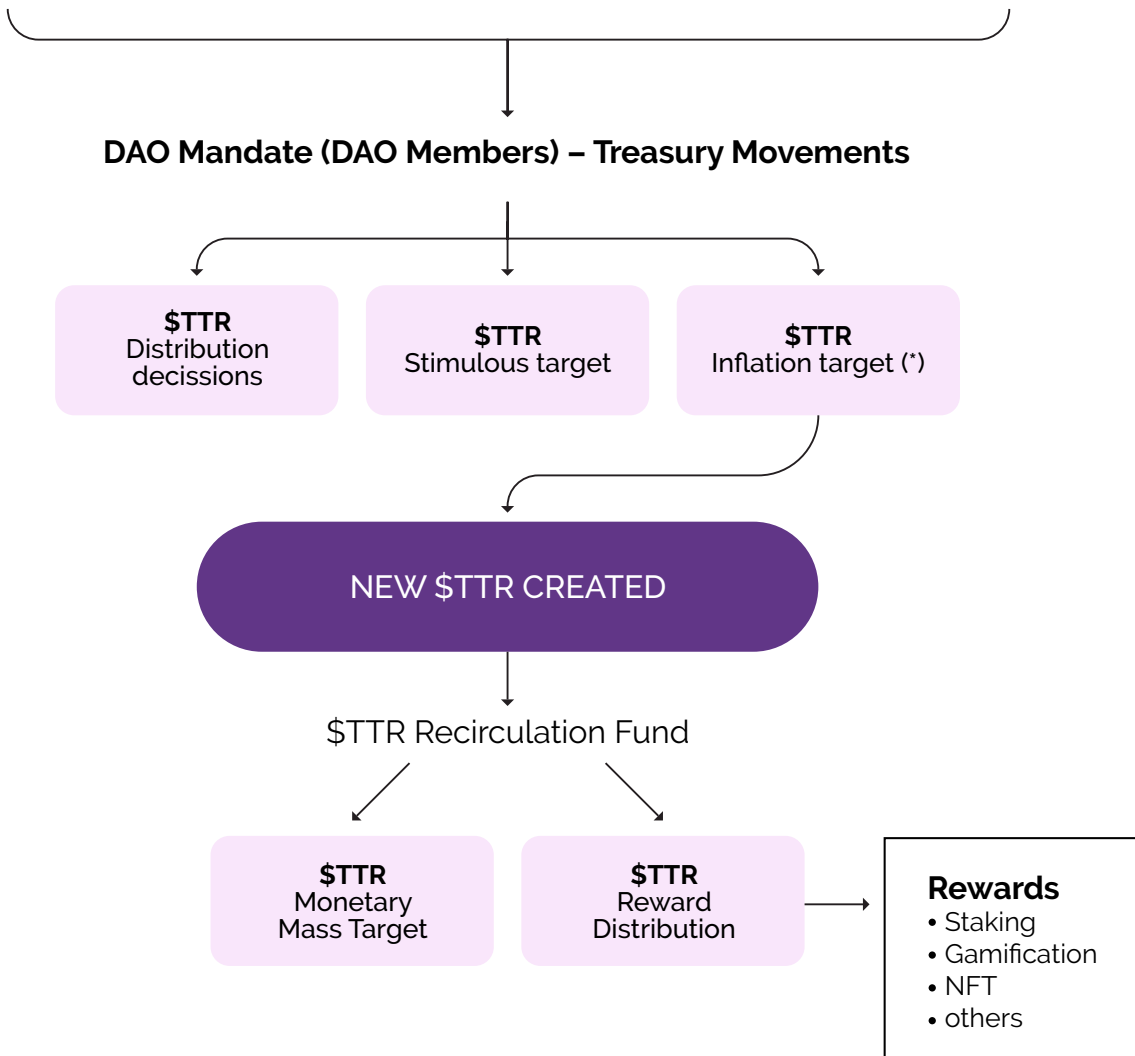 DAO Mandate (DAO Members) – Treasury Movements
$TTR
Distribution
decissions
$TTR
Stimulous target
$TTR
Inflation target (*)
NEW $TTR CREATED
$TTR Recirculation Fund
$TTR
Monetary
Mass Target
$TTR
Reward
Distribution
Rewards
• Staking
• Gamification
• NFT
• others